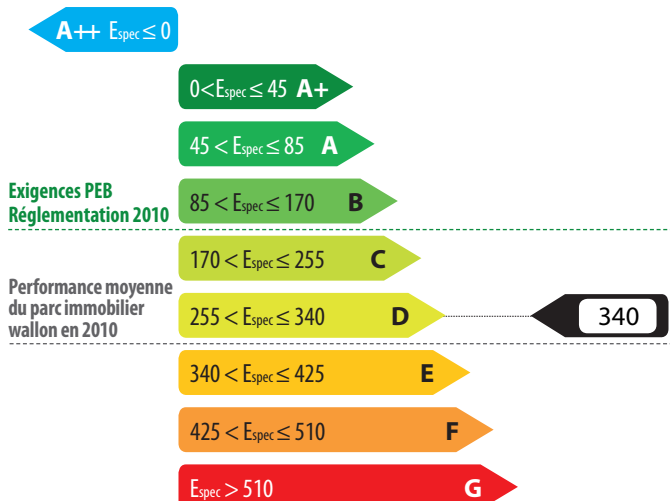 A++ Espec ≤ 0
0 < Espec ≤ 45 A+
45 < Espec ≤ 85 A
Exigences PEB
Réglementation 2010
85 < Espec ≤ 170 B
170 < Espec ≤ 255 C
Performance moyenne
du parc immobilier
wallon en 2010
255 < Espec ≤ 340 D
340
340 < Espec ≤ 425 E
425 < Espec ≤ 510 F
Espec > 510 G